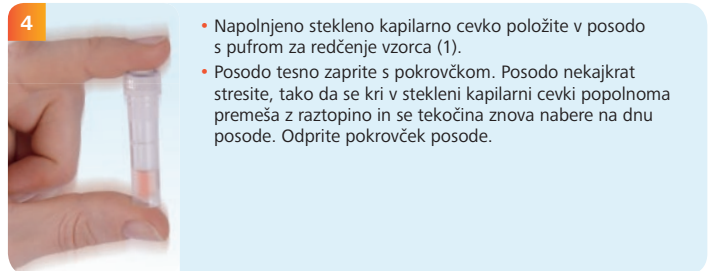 4
• Napolnjeno stekleno kapilarno cevko položite v posodo
s pufrom za redčenje vzorca (1).
• Posodo tesno zaprite s pokrovčkom. Posodo nekajkrat
stresite, tako da se kri v stekleni kapilarni cevki popolnoma
premeša z raztopino in se tekočina znova nabere na dnu
posode. Odprite pokrovček posode.